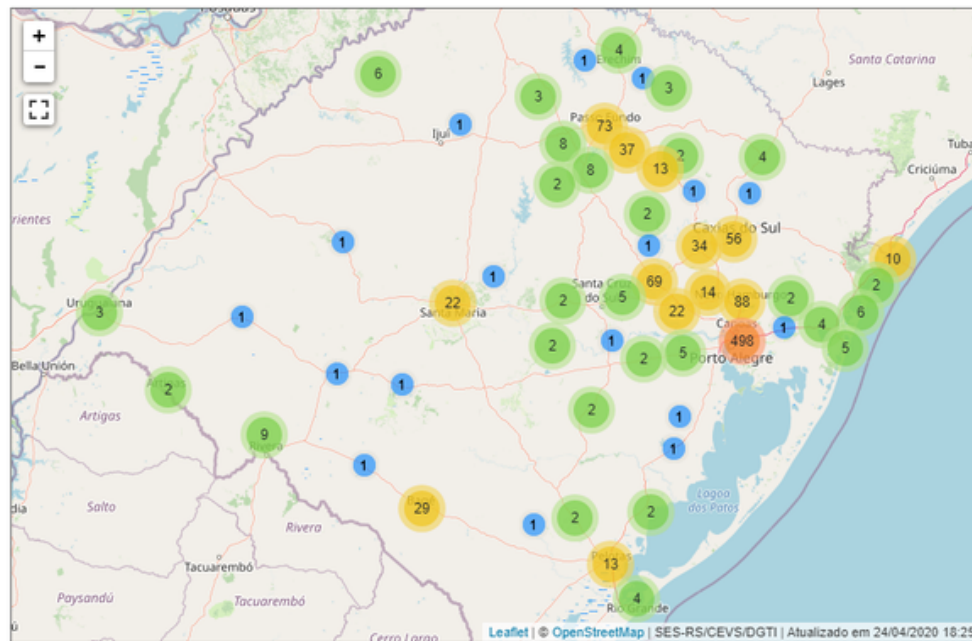 +
−
Santa Catarina
Lages
4
1
Erechim
1
3
6
3
Passo Fundo
73
Ijuí
1
8
37
2
4
Criciúma
13
8
2
1
1
2
rientes
Caxias do Sul
1
1
34
56
10
1
69
2
Santa Cruz
do Sul
Uruguaiana
3
22
Santa Maria
2
5
14
88
2
6
1
22
Canoas
1
4
5
Bella Unión
2
1
2
5
498
Porto Alegre
1
1
2
Artigas
2
1
9
Rivera
1
1
Lagoa
dos Patos
Salto
29
2
2
1
Rivera
Pelotas
13
Tacuarembó
Paysandú
Tacuarembó
4
Rio Grande
Cerro Largo
Leaflet | © OpenStreetMap | SES-RS/CEVS/DGTI | Atualizado em 24/04/2020 18:25